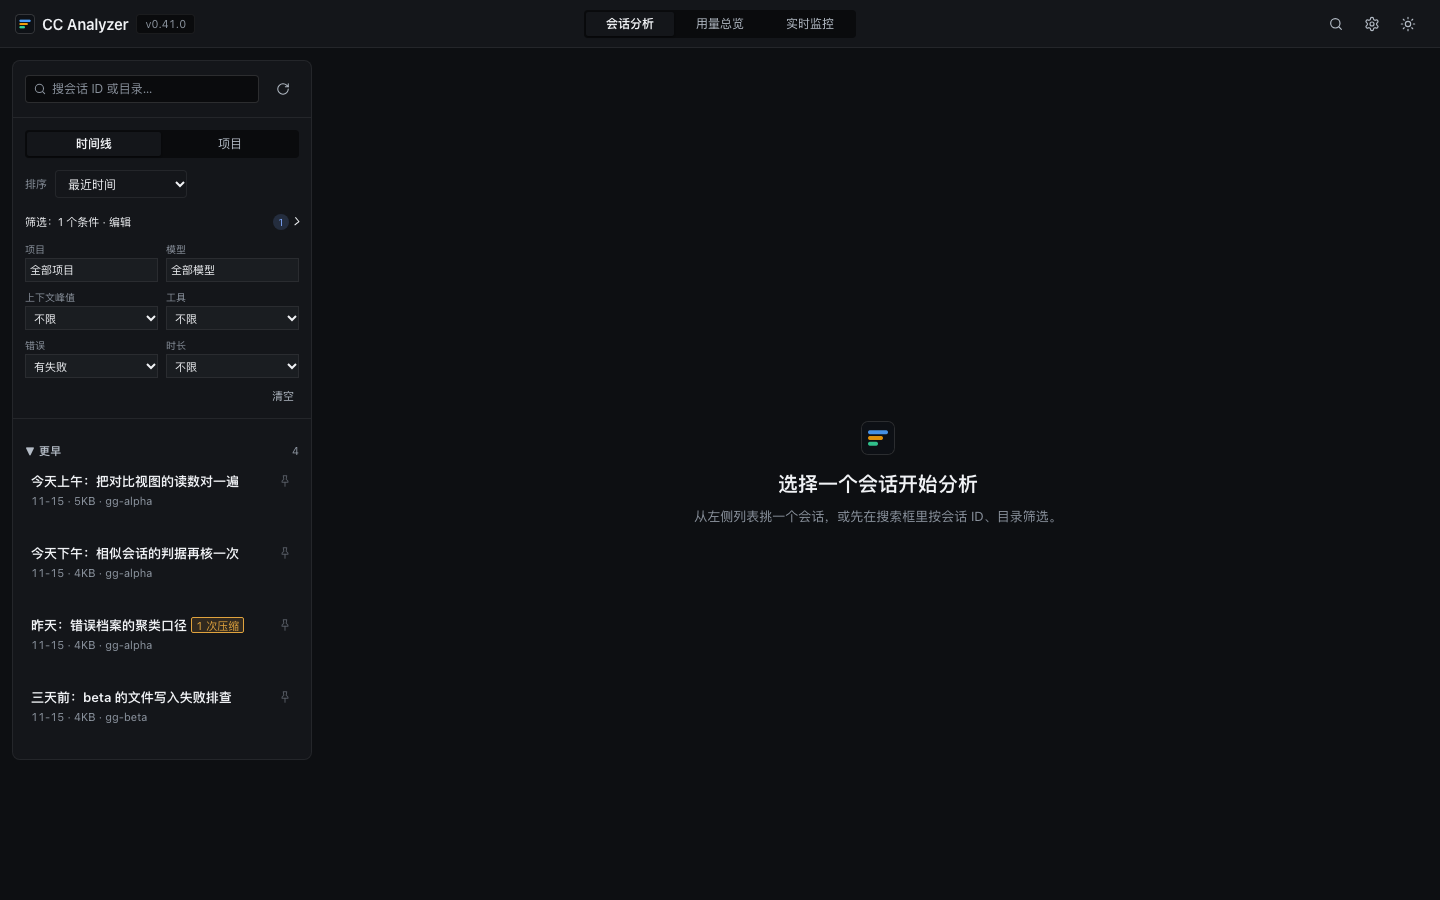 CC Analyzer v0.41.0
会话分析 用量总览 实时监控
搜会话 ID 或目录...
时间线 项目
排序 最近时间
筛选：1 个条件 · 编辑 1
项目 模型
全部项目 全部模型
上下文峰值 工具
不限 不限
错误 时长
有失败 不限
清空
▼ 更早 4
今天上午：把对比视图的读数对一遍
11-15 · 5KB · gg-alpha
今天下午：相似会话的判据再核一次
11-15 · 4KB · gg-alpha
昨天：错误档案的聚类口径 1 次压缩
11-15 · 4KB · gg-alpha
三天前：beta 的文件写入失败排查
11-15 · 4KB · gg-beta
选择一个会话开始分析
从左侧列表挑一个会话，或先在搜索框里按会话 ID、目录筛选。